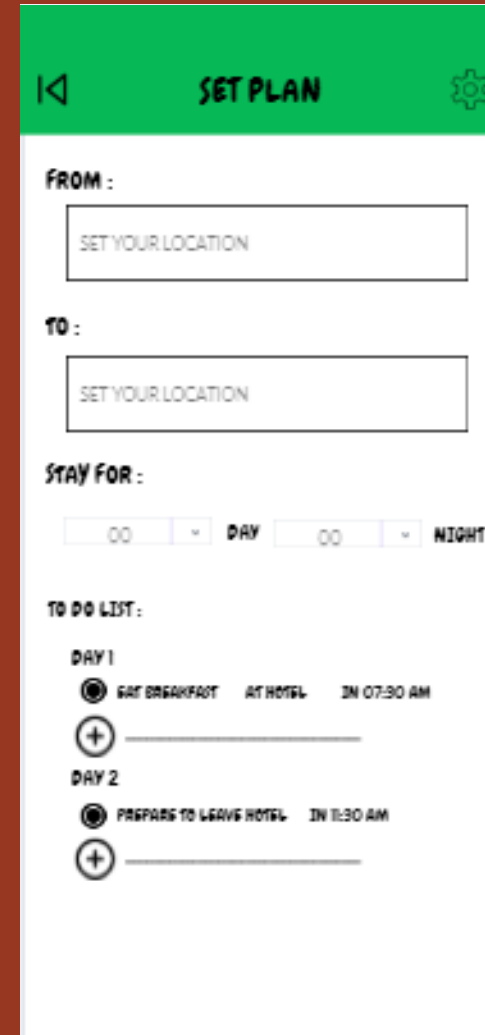 SET PLAN
FROM :
SET YOUR LOCATION
TO :
SET YOUR LOCATION
STAY FOR :
00 DAY 00 NIGHT
TO DO LIST :
DAY 1
EAT BREAKFAST AT HOTEL IN 07:30 AM
DAY 2
PREPARE TO LEAVE HOTEL IN 11:30 AM